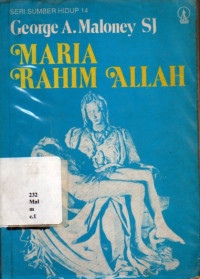 SERI SUMBER HIDUP 14
George A. Maloney SJ
MARIA
RAHIM ALLAH
232
Mal
m
c.1